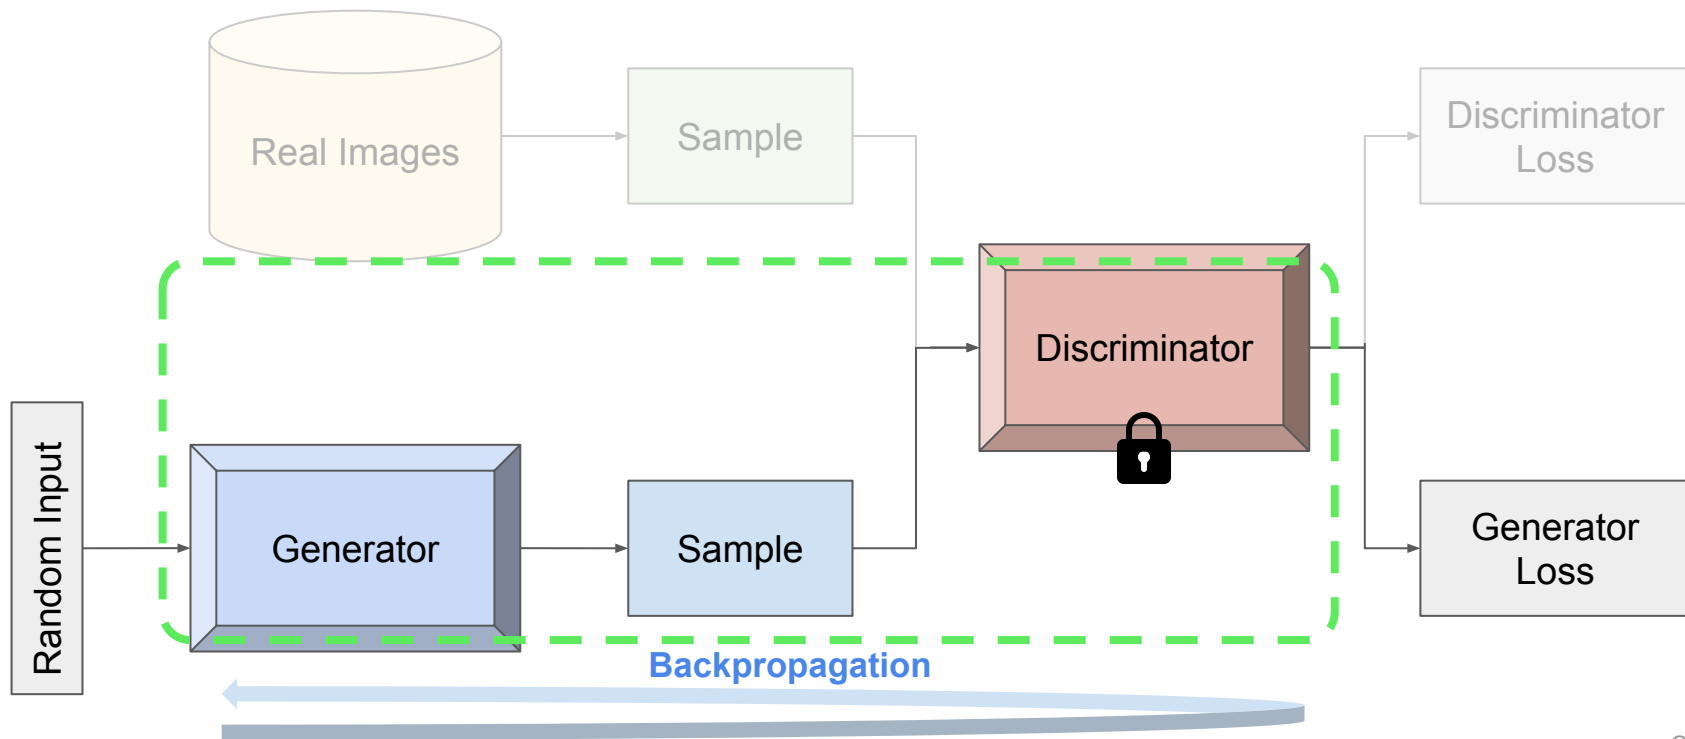 Real Images
Sample
Discriminator
Loss
Discriminator
Random Input
Generator
Sample
Generator
Loss
Backpropagation